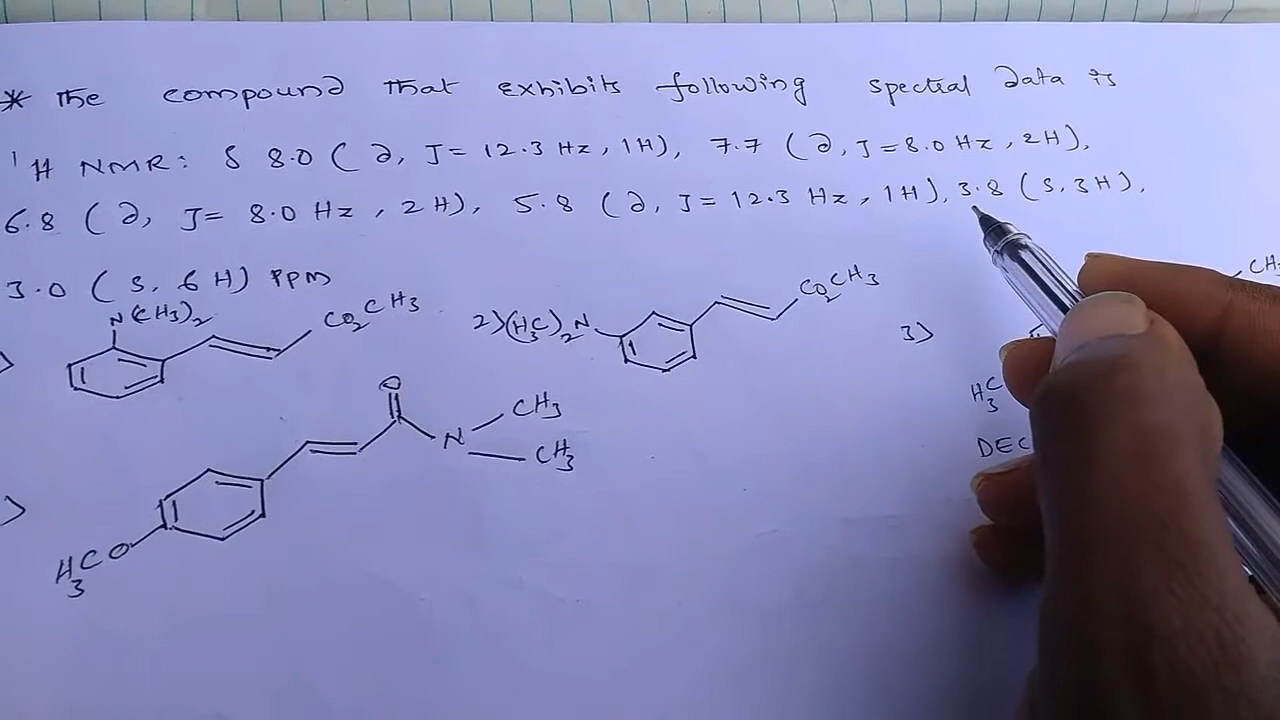 * The compound that exhibits following spectral data is
¹H NMR: δ 8.0 (d, J= 12.3 Hz, 1H), 7.7 (d, J=8.0 Hz, 2H),
6.8 (d, J= 8.0 Hz, 2H), 5.8 (d, J= 12.3 Hz, 1H), 3.8 (s, 3H),
3.0 (s, 6H) ppm
N(CH3)2 CO2CH3
2) (H3C)2N CO2CH3
3) H3C
O
N CH3
CH3
H3CO
DEC